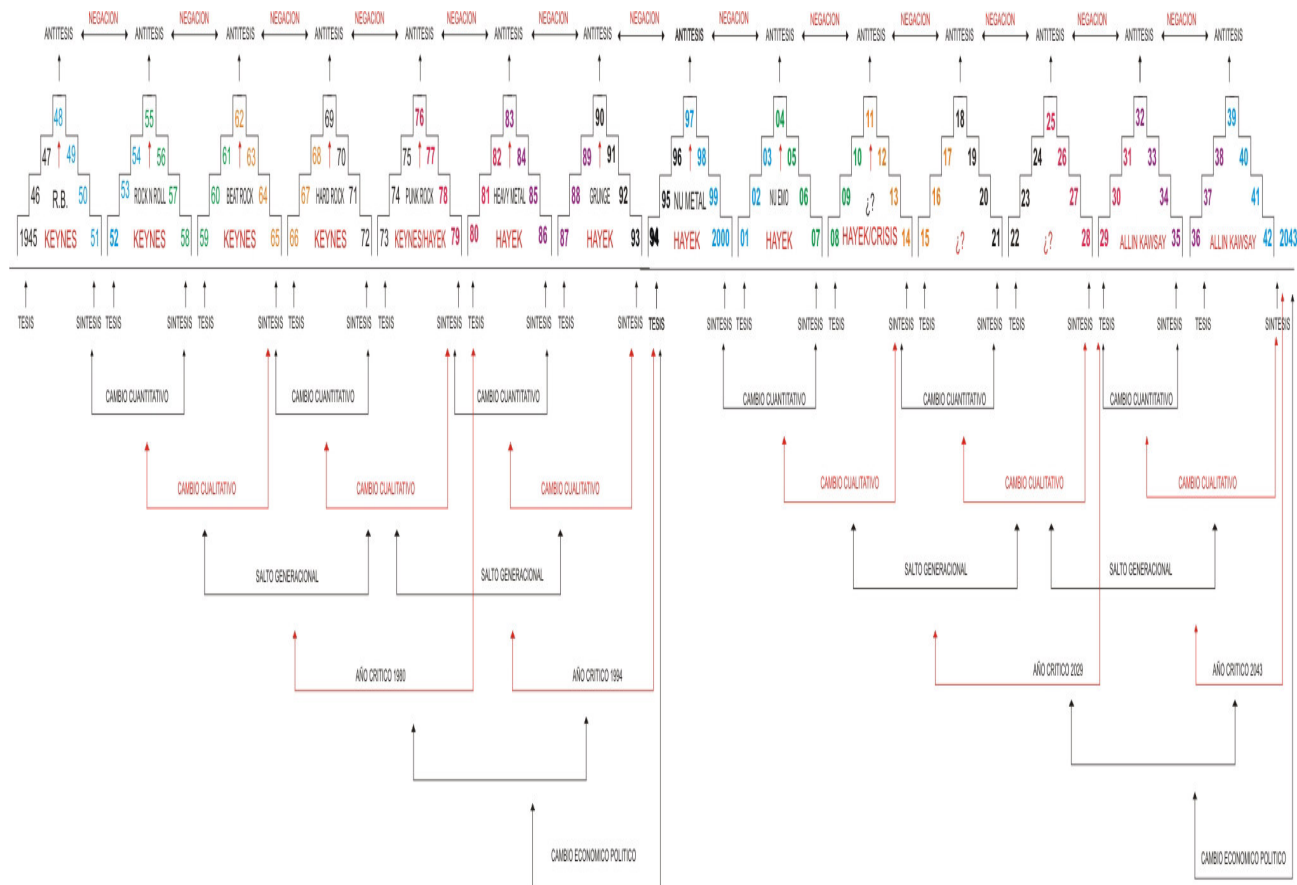 NEGACION NEGACION NEGACION NEGACION NEGACION NEGACION NEGACION NEGACION NEGACION NEGACION NEGACION NEGACION NEGACION
ANTITESIS ANTITESIS ANTITESIS ANTITESIS ANTITESIS ANTITESIS ANTITESIS ANTITESIS ANTITESIS ANTITESIS ANTITESIS ANTITESIS ANTITESIS ANTITESIS
48 55 62 69 76 83 90 97 04 11 18 25 32 39
47 49 54 56 61 63 68 70 75 77 82 84 89 91 96 98 03 05 10 12 17 19 24 26 31 33 38 40
46 R.B. 50 53 ROCK N ROLL 57 60 BEAT ROCK 64 67 HARD ROCK 71 74 PUNK ROCK 78 81 HEAVY METAL 85 88 GRUNGE 92 95 NU METAL 99 02 NU EMO 06 09 ¿? 13 16 20 23 27 30 34 37 41
1945 KEYNES 51 52 KEYNES 58 59 KEYNES 65 66 KEYNES 72 73 KEYNES/HAYEK 79 80 HAYEK 86 87 HAYEK 93 94 HAYEK 2000 01 HAYEK 07 08 HAYEK/CRISIS 14 15 ¿? 21 22 ¿? 28 29 ALLIN KAWSAY 35 36 ALLIN KAWSAY 42 2043
TESIS SINTESIS TESIS SINTESIS TESIS SINTESIS TESIS SINTESIS TESIS SINTESIS TESIS SINTESIS TESIS SINTESIS TESIS SINTESIS TESIS SINTESIS TESIS SINTESIS TESIS SINTESIS TESIS SINTESIS TESIS SINTESIS TESIS SINTESIS
CAMBIO CUANTITATIVO CAMBIO CUANTITATIVO CAMBIO CUANTITATIVO CAMBIO CUANTITATIVO CAMBIO CUANTITATIVO CAMBIO CUANTITATIVO
CAMBIO CUALITATIVO CAMBIO CUALITATIVO CAMBIO CUALITATIVO CAMBIO CUALITATIVO CAMBIO CUALITATIVO CAMBIO CUALITATIVO
SALTO GENERACIONAL SALTO GENERACIONAL SALTO GENERACIONAL SALTO GENERACIONAL
AÑO CRITICO 1980 AÑO CRITICO 1994 AÑO CRITICO 2029 AÑO CRITICO 2043
CAMBIO ECONOMICO POLITICO CAMBIO ECONOMICO POLITICO